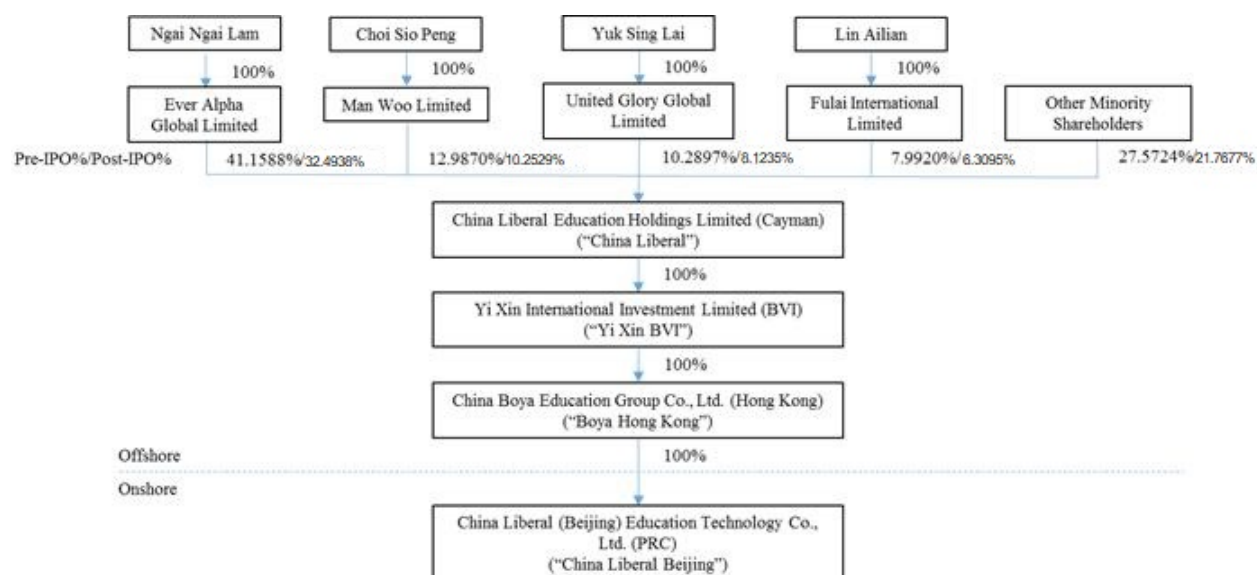 Ngai Ngai Lam
Choi Sio Peng
Yuk Sing Lai
Lin Ailian
100%
100%
100%
100%
Ever Alpha
Global Limited
Man Woo Limited
United Glory Global
Limited
Fulai International
Limited
Other Minority
Shareholders
Pre-IPO%/Post-IPO%
41.1588%/32.4938%
12.9870%/10.2529%
10.2897%/8.1235%
7.9920%/6.3095%
27.5724%/21.7677%
China Liberal Education Holdings Limited (Cayman)
(“China Liberal”)
100%
Yi Xin International Investment Limited (BVI)
(“Yi Xin BVI”)
100%
China Boya Education Group Co., Ltd. (Hong Kong)
(“Boya Hong Kong”)
Offshore
100%
Onshore
China Liberal (Beijing) Education Technology Co.,
Ltd. (PRC)
(“China Liberal Beijing”)